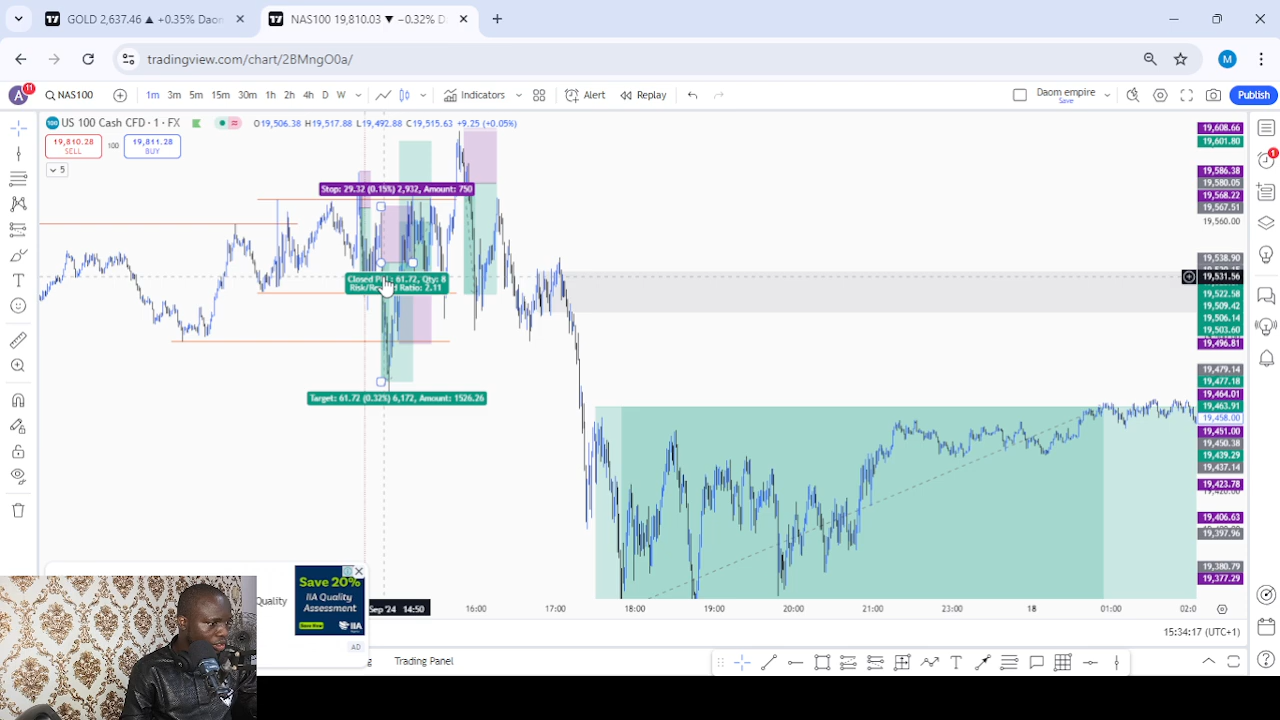 GOLD 2,637.46 ▲ +0.35% Daon
NAS100 19,810.03 ▼ −0.32% D
tradingview.com/chart/2BMngO0a/
M
A
11
NAS100
1m 3m 5m 15m 30m 1h 2h 4h D W
Indicators
Alert
Replay
Daom empire
Save
Publish
100
US 100 Cash CFD · 1 · FX
O19,506.38 H19,517.88 L19,492.88 C19,515.63 +9.25 (+0.05%)
19,810.28
SELL
100
19,811.28
BUY
5
Stop: 29.32 (0.15%) 2,932, Amount: 750
Risk/Reward Ratio: 2.11
Target: 61.72 (0.32%) 6,172, Amount: 1526.26
19,608.66
19,601.80
19,586.38
19,580.05
19,568.22
19,567.51
19,560.00
19,538.90
19,531.56
19,522.58
19,509.42
19,506.14
19,503.60
19,496.81
19,479.14
19,477.18
19,464.01
19,463.91
19,458.00
19,451.00
19,450.38
19,439.29
19,437.14
19,423.78
19,406.63
19,397.96
19,380.79
19,377.29
1
Sep '24 14:50
16:00 17:00 18:00 19:00 20:00 21:00 23:00 18 01:00 02:0
Quality
Save 20%
IIA Quality
Assessment
IIA
AD
15:34:17 (UTC+1)
Trading Panel